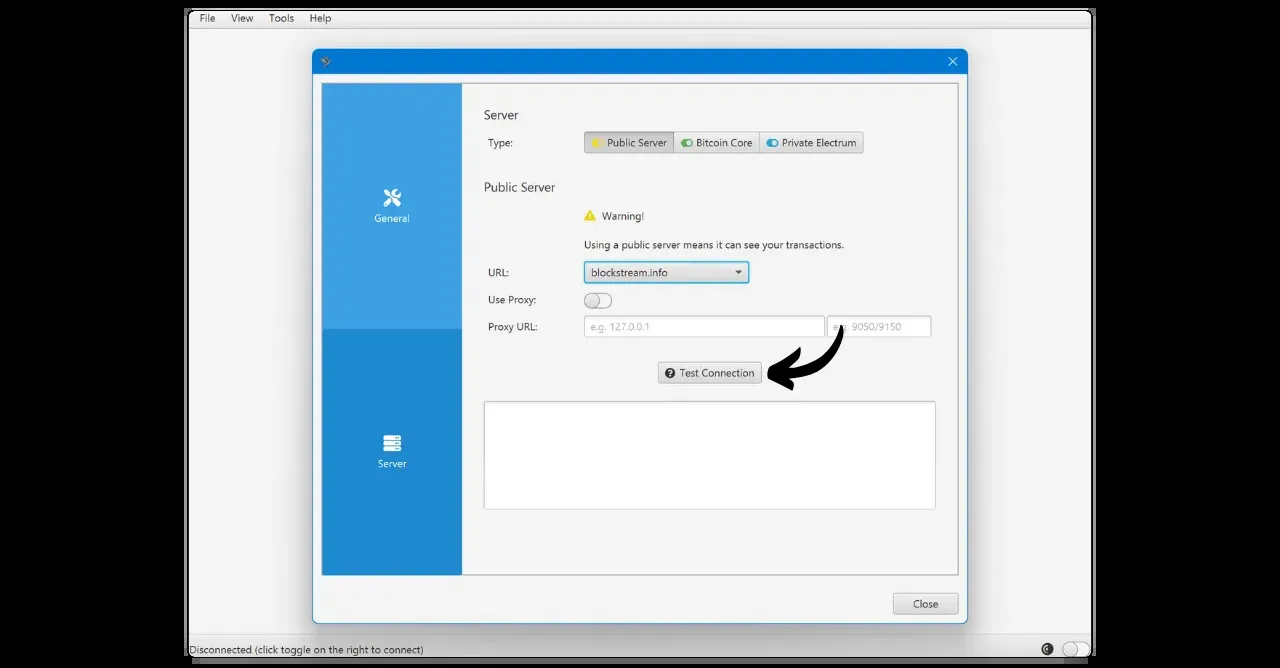 File View Tools Help
Server
Type: Public Server Bitcoin Core Private Electrum
Public Server
Warning!
Using a public server means it can see your transactions.
URL: blockstream.info
Use Proxy:
Proxy URL: e.g. 127.0.0.1 e.g. 9050/9150
Test Connection
General
Server
Close
Disconnected (click toggle on the right to connect)